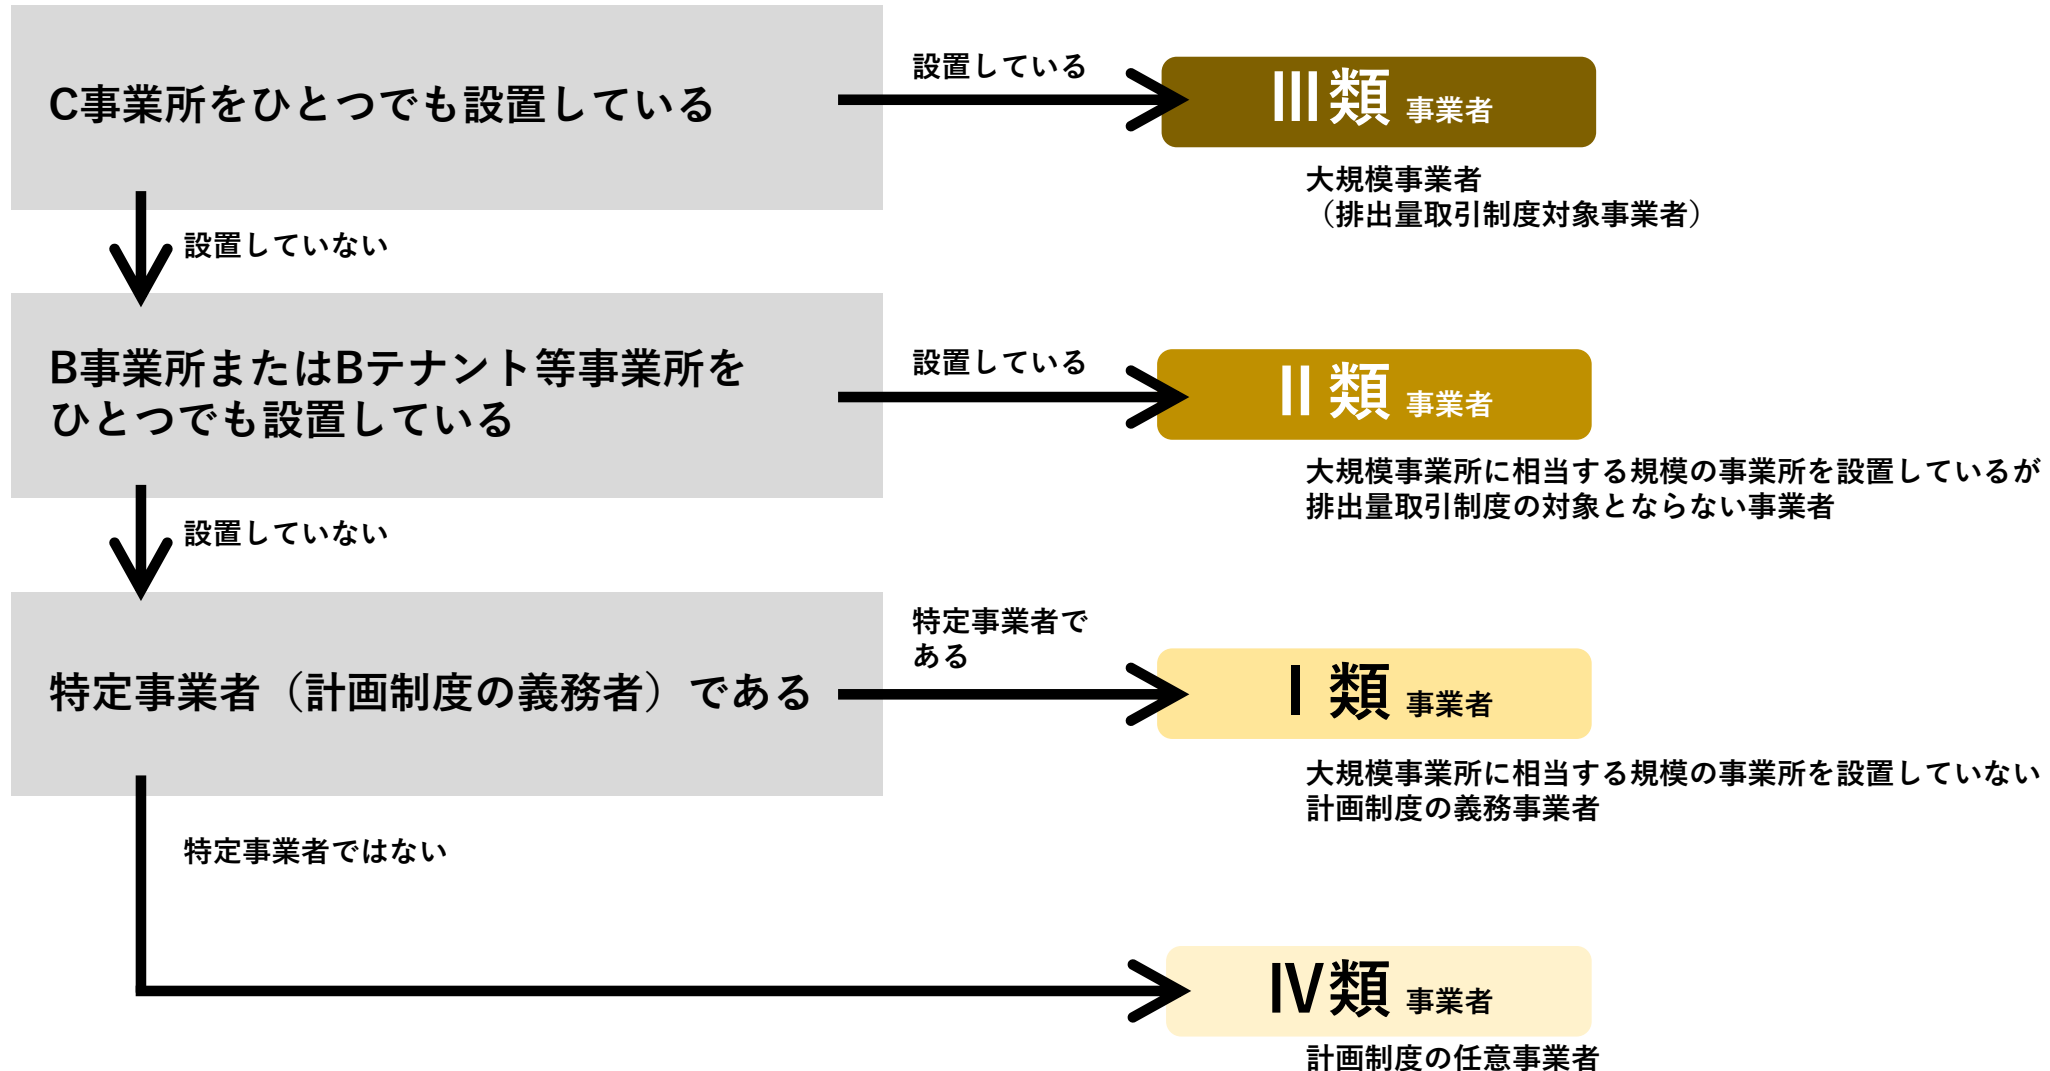 C事業所をひとつでも設置している
設置している
Ⅲ類 事業者
大規模事業者
（排出量取引制度対象事業者）
設置していない
B事業所またはBテナント等事業所を
ひとつでも設置している
設置している
Ⅱ類 事業者
大規模事業所に相当する規模の事業所を設置しているが
排出量取引制度の対象とならない事業者
設置していない
特定事業者（計画制度の義務者）である
特定事業者で
ある
Ⅰ類 事業者
大規模事業所に相当する規模の事業所を設置していない
計画制度の義務事業者
特定事業者ではない
Ⅳ類 事業者
計画制度の任意事業者